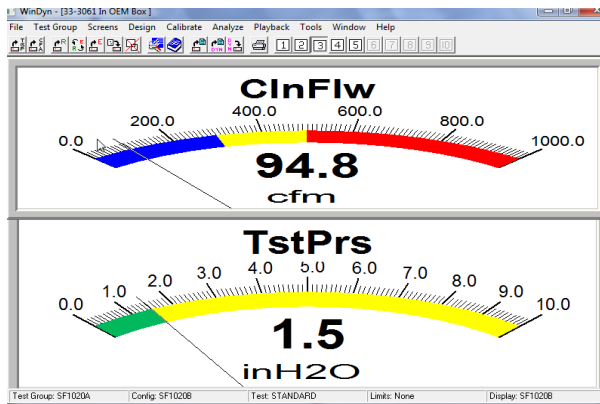 WinDyn - [33-3061 In OEM Box ]
File Test Group Screens Design Calibrate Analyze Playback Tools Window Help
1 2 3 4 5 6 7 8 9 10
ClnFlw
0.0 200.0 400.0 600.0 800.0 1000.0
94.8
cfm
TstPrs
0.0 1.0 2.0 3.0 4.0 5.0 6.0 7.0 8.0 9.0 10.0
1.5
inH2O
Test Group: SF1020A Config: SF1020B Test: STANDARD Limits: None Display: SF1020B